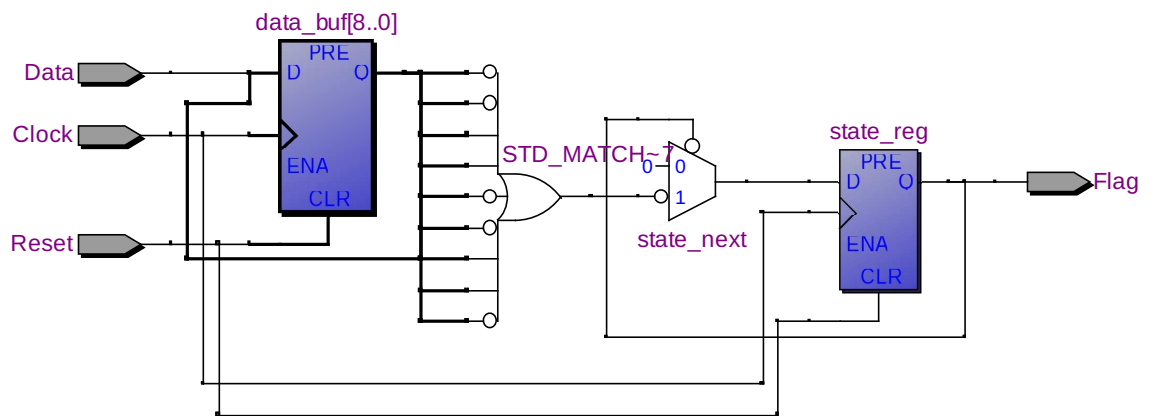 data_buf[8..0]
PRE
Data
D
Q
Clock
ENA
CLR
Reset
STD_MATCH~7
0
0
1
state_next
state_reg
PRE
D
Q
ENA
CLR
Flag